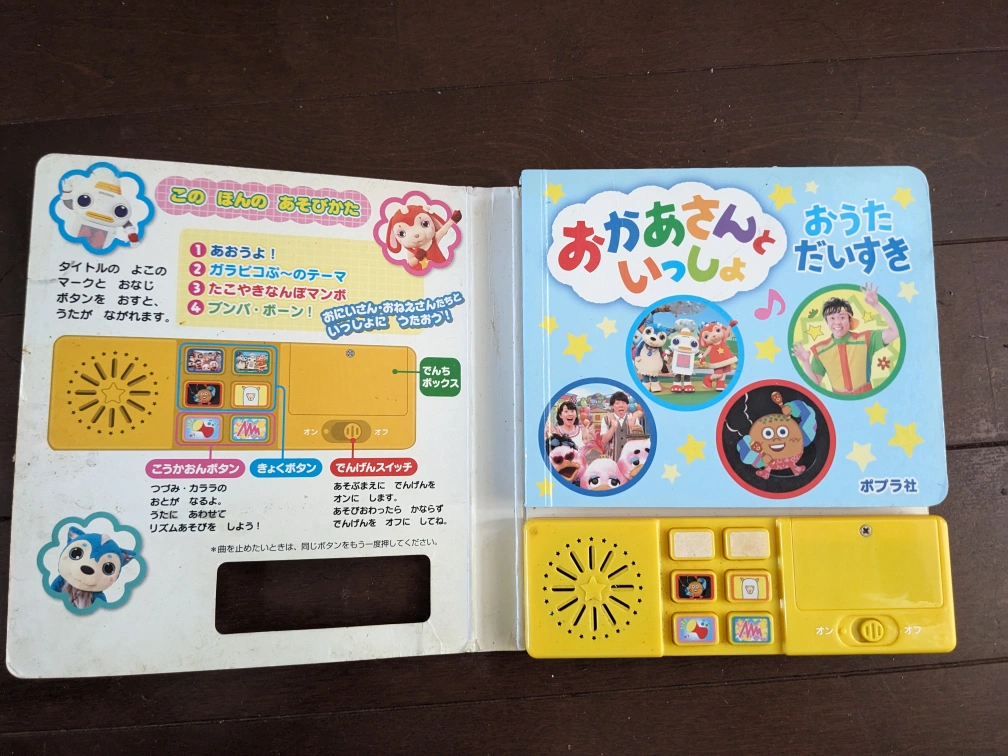 この ほんの あそびかた
1 あおうよ！
2 ガラピコぷ〜のテーマ
3 たこやきなんぼマンボ
4 ブンバ・ボーン！
おにいさん・おねえさんたちと
いっしょに うたおう！
タイトルの よこの
マークと おなじ
ボタンを おすと、
うたが ながれます。
でんち
ボックス
オン
オフ
こうかおんボタン
きょくボタン
でんげんスイッチ
つづみ・カラララの
おとが なるよ。
うたに あわせて
リズムあそびを しよう！
あそぶまえに でんげんを
オンに します。
あそびおわったら かならず
でんげんを オフに してね。
＊曲を止めたいときは、同じボタンをもう一度押してください。
おかあさんと
いっしょ
おうた
だいすき
ポプラ社
オン
オフ